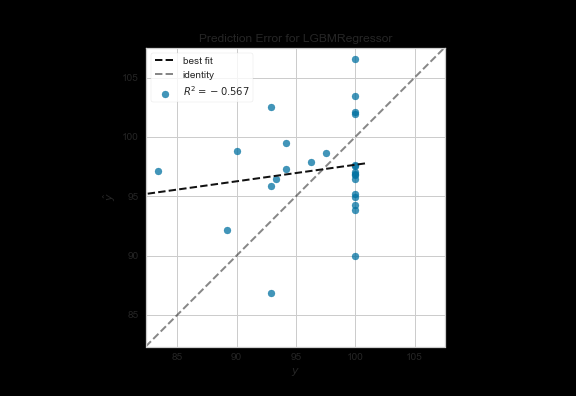 Prediction Error for LGBMRegressor
best fit
identity
R² = −0.567
105
100
95
90
85
ŷ
85 90 95 100 105
y